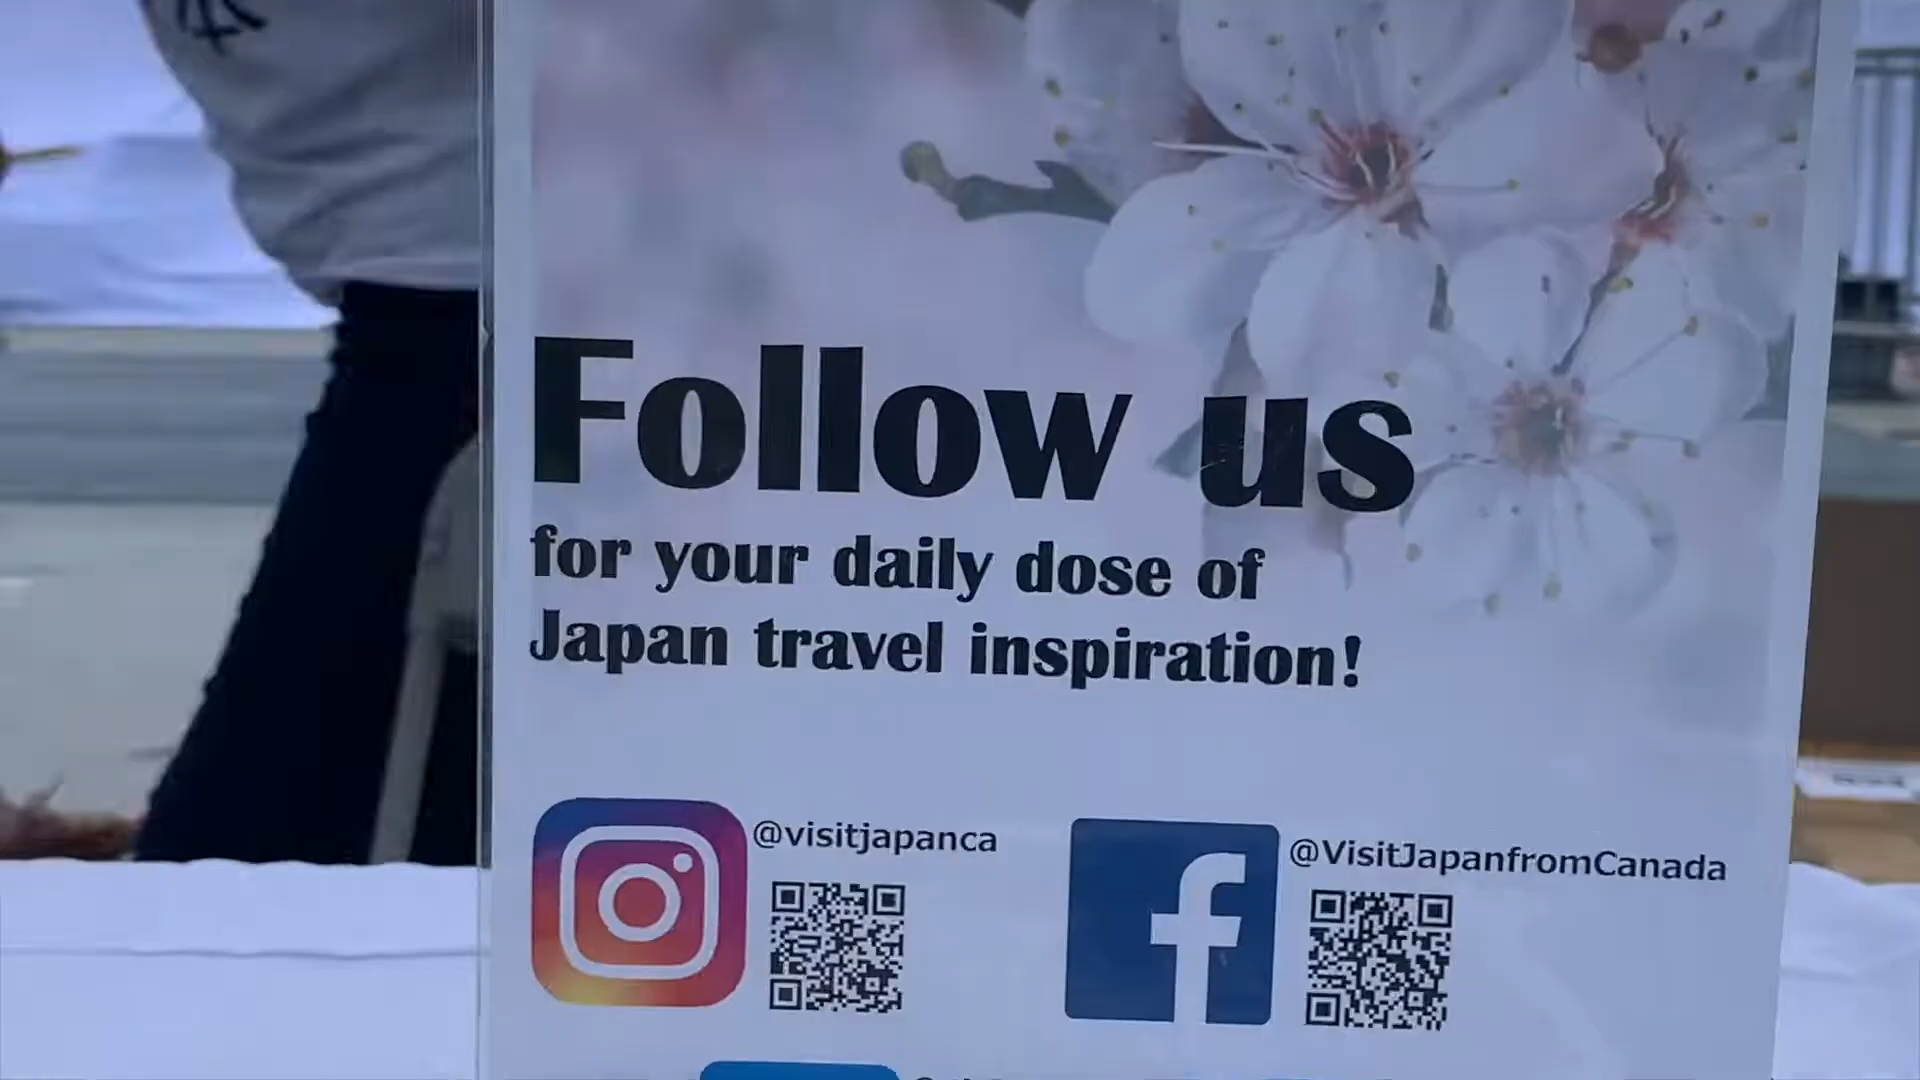 Follow us
for your daily dose of
Japan travel inspiration!
@visitjapanca
@VisitJapanfromCanada